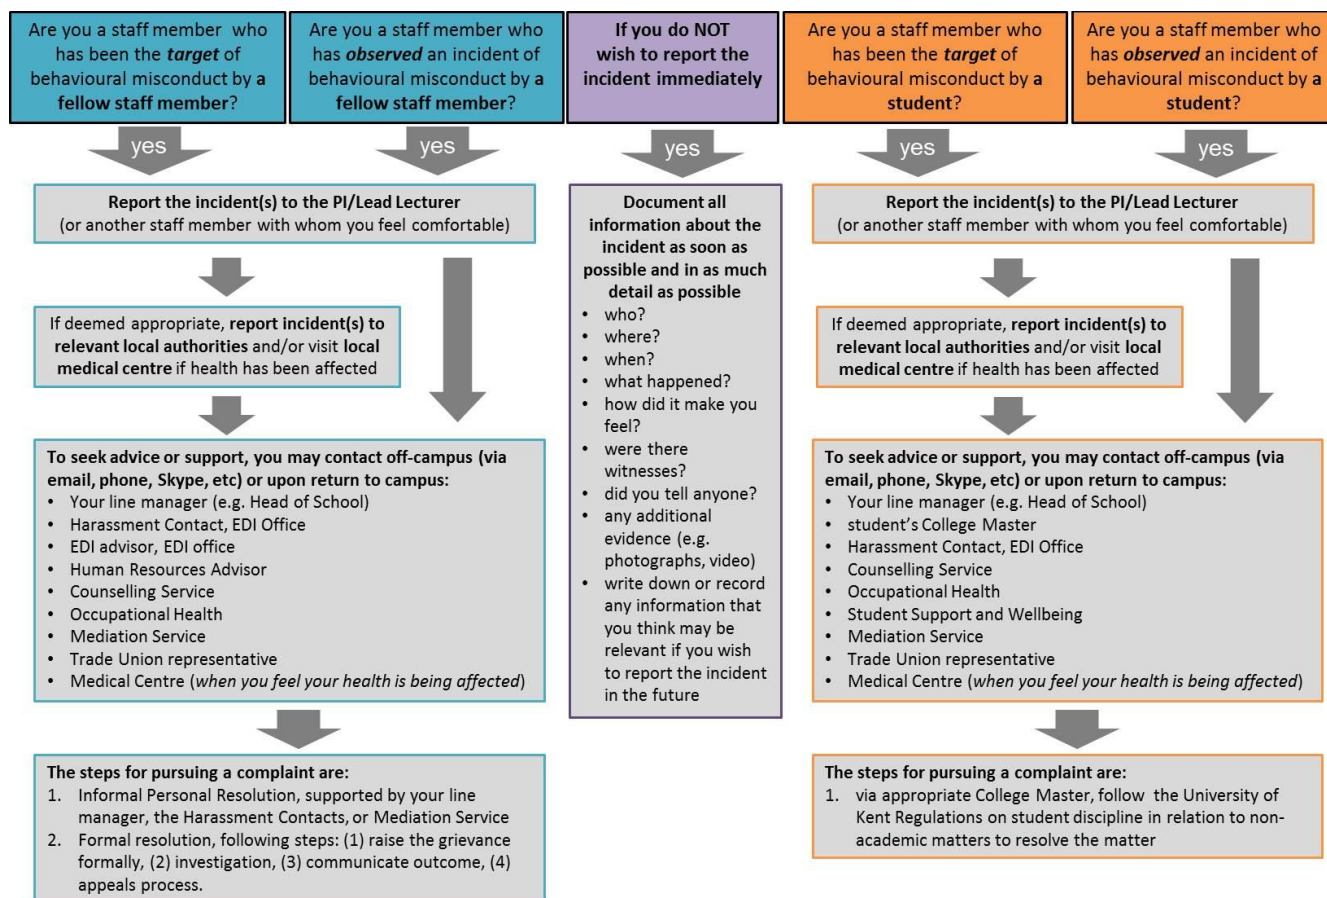 Are you a staff member who
has been the target of
behavioural misconduct by a
fellow staff member?
Are you a staff member who
has observed an incident of
behavioural misconduct by
a fellow staff member?
If you do NOT
wish to report the
incident immediately
Are you a staff member who
has been the target of
behavioural misconduct by
a student?
Are you a staff member who
has observed an incident of
behavioural misconduct by a
student?
yes
yes
yes
yes
yes
Report the incident(s) to the PI/Lead Lecturer
(or another staff member with whom you feel comfortable)
If deemed appropriate, report incident(s) to
relevant local authorities and/or visit local
medical centre if health has been affected
To seek advice or support, you may contact off-campus (via
email, phone, Skype, etc) or upon return to campus:
• Your line manager (e.g. Head of School)
• Harassment Contact, EDI Office
• EDI advisor, EDI office
• Human Resources Advisor
• Counselling Service
• Occupational Health
• Mediation Service
• Trade Union representative
• Medical Centre (when you feel your health is being affected)
The steps for pursuing a complaint are:
1. Informal Personal Resolution, supported by your line
manager, the Harassment Contacts, or Mediation Service
2. Formal resolution, following steps: (1) raise the grievance
formally, (2) investigation, (3) communicate outcome, (4)
appeals process.
Document all
information about the
incident as soon as
possible and in as much
detail as possible
• who?
• where?
• when?
• what happened?
• how did it make you
feel?
• were there
witnesses?
• did you tell anyone?
• any additional
evidence (e.g.
photographs, video)
• write down or record
any information that
you think may be
relevant if you wish
to report the incident
in the future
Report the incident(s) to the PI/Lead Lecturer
(or another staff member with whom you feel comfortable)
If deemed appropriate, report incident(s) to
relevant local authorities and/or visit local
medical centre if health has been affected
To seek advice or support, you may contact off-campus (via
email, phone, Skype, etc) or upon return to campus:
• Your line manager (e.g. Head of School)
• student's College Master
• Harassment Contact, EDI Office
• Counselling Service
• Occupational Health
• Student Support and Wellbeing
• Mediation Service
• Trade Union representative
• Medical Centre (when you feel your health is being affected)
The steps for pursuing a complaint are:
1. via appropriate College Master, follow the University of
Kent Regulations on student discipline in relation to non-
academic matters to resolve the matter